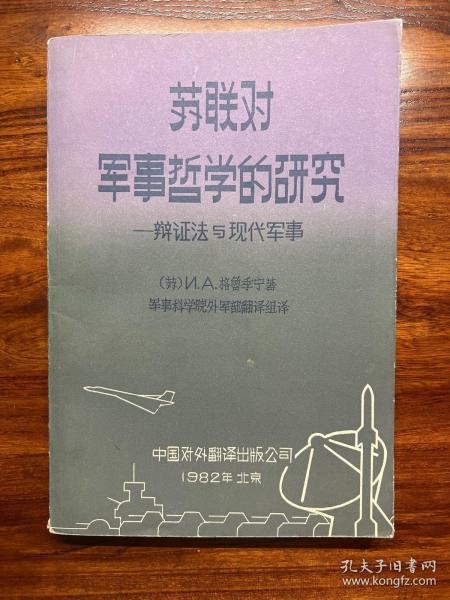 苏联对
军事哲学的研究
—辩证法与现代军事
(苏)И.А.格鲁季宁著
军事科学院外军部翻译组译
中国对外翻译出版公司
1982年北京
孔夫子旧书网
www.kongfz.com